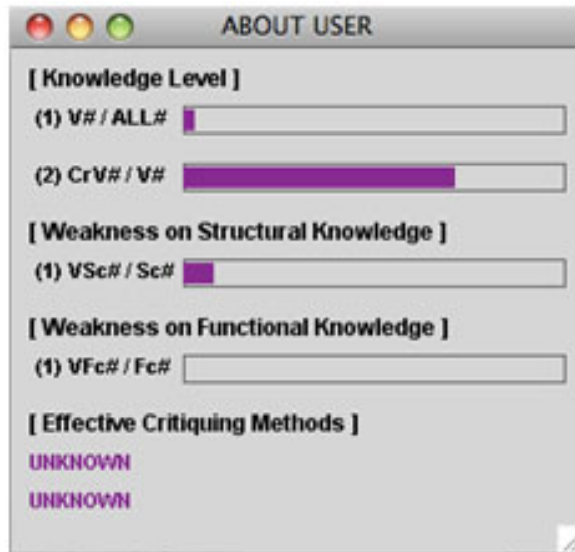 ABOUT USER
[ Knowledge Level ]
(1) V# / ALL#
(2) CrV# / V#
[ Weakness on Structural Knowledge ]
(1) VSc# / Sc#
[ Weakness on Functional Knowledge ]
(1) VFc# / Fc#
[ Effective Critiquing Methods ]
UNKNOWN
UNKNOWN